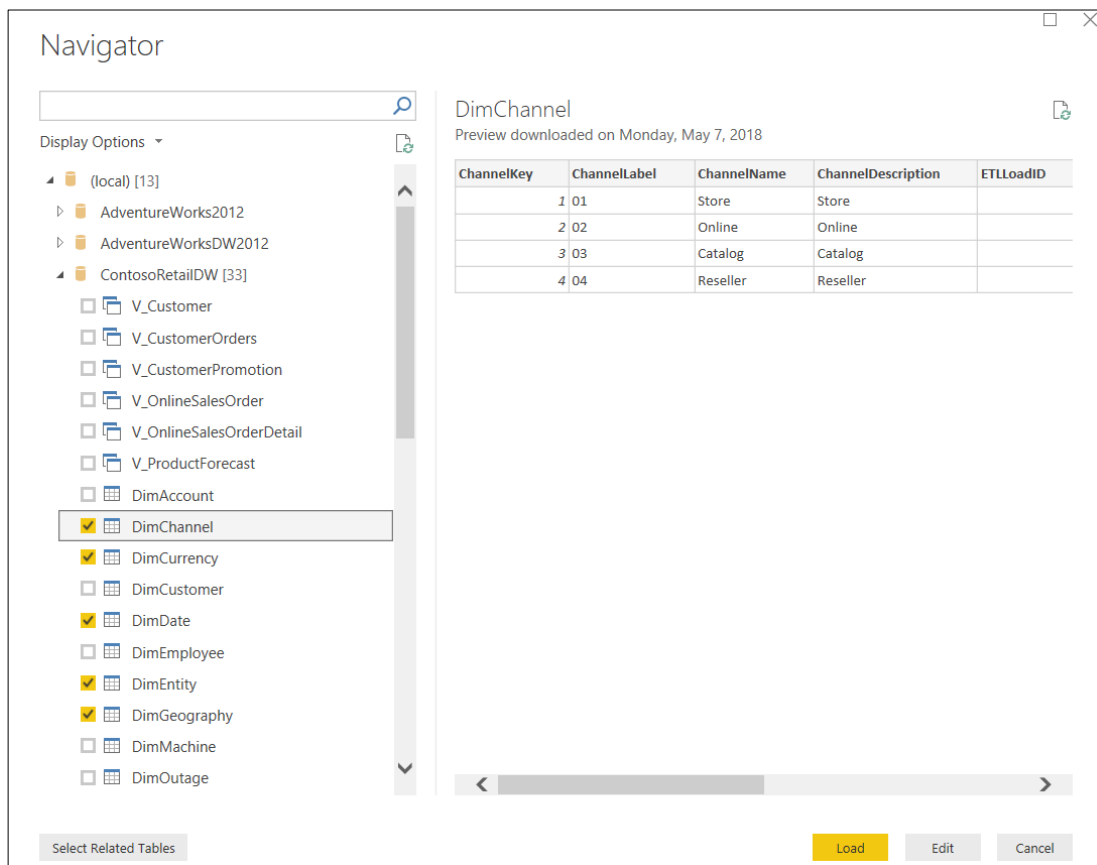 Navigator
Display Options
(local) [13]
AdventureWorks2012
AdventureWorksDW2012
ContosoRetailDW [33]
V_Customer
V_CustomerOrders
V_CustomerPromotion
V_OnlineSalesOrder
V_OnlineSalesOrderDetail
V_ProductForecast
DimAccount
DimChannel
DimCurrency
DimCustomer
DimDate
DimEmployee
DimEntity
DimGeography
DimMachine
DimOutage
DimChannel
Preview downloaded on Monday, May 7, 2018
ChannelKey ChannelLabel ChannelName ChannelDescription ETLLoadID
1 01 Store Store
2 02 Online Online
3 03 Catalog Catalog
4 04 Reseller Reseller
Select Related Tables Load Edit Cancel